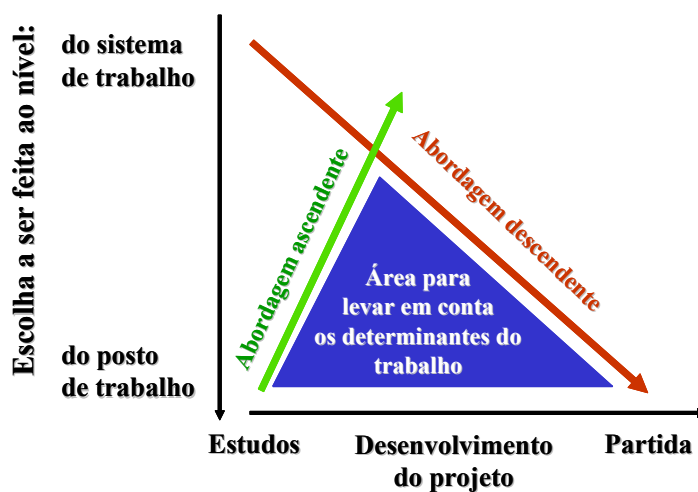 Escolha a ser feita ao nível:
do sistema
de trabalho
Abordagem ascendente
Abordagem descendente
Área para
levar em conta
os determinantes do
trabalho
do posto
de trabalho
Estudos
Desenvolvimento
do projeto
Partida